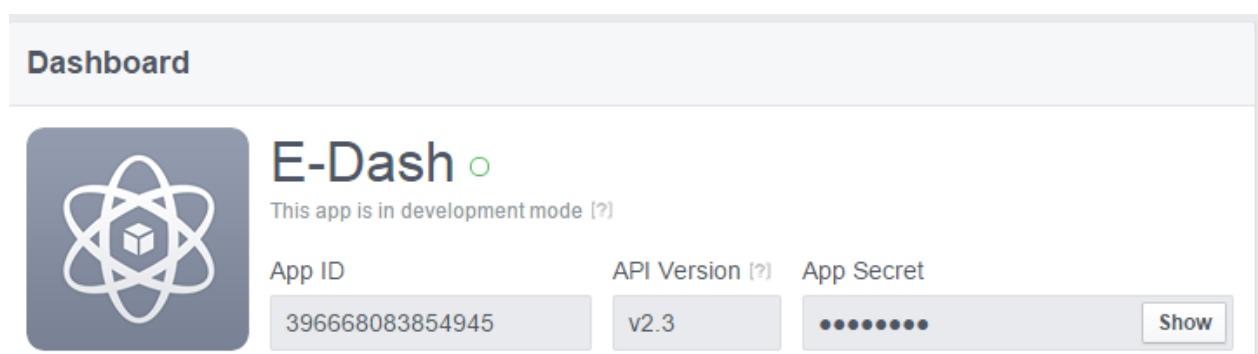 Dashboard
E-Dash
This app is in development mode [?]
App ID API Version [?] App Secret
396668083854945 v2.3 ●●●●●●●● Show